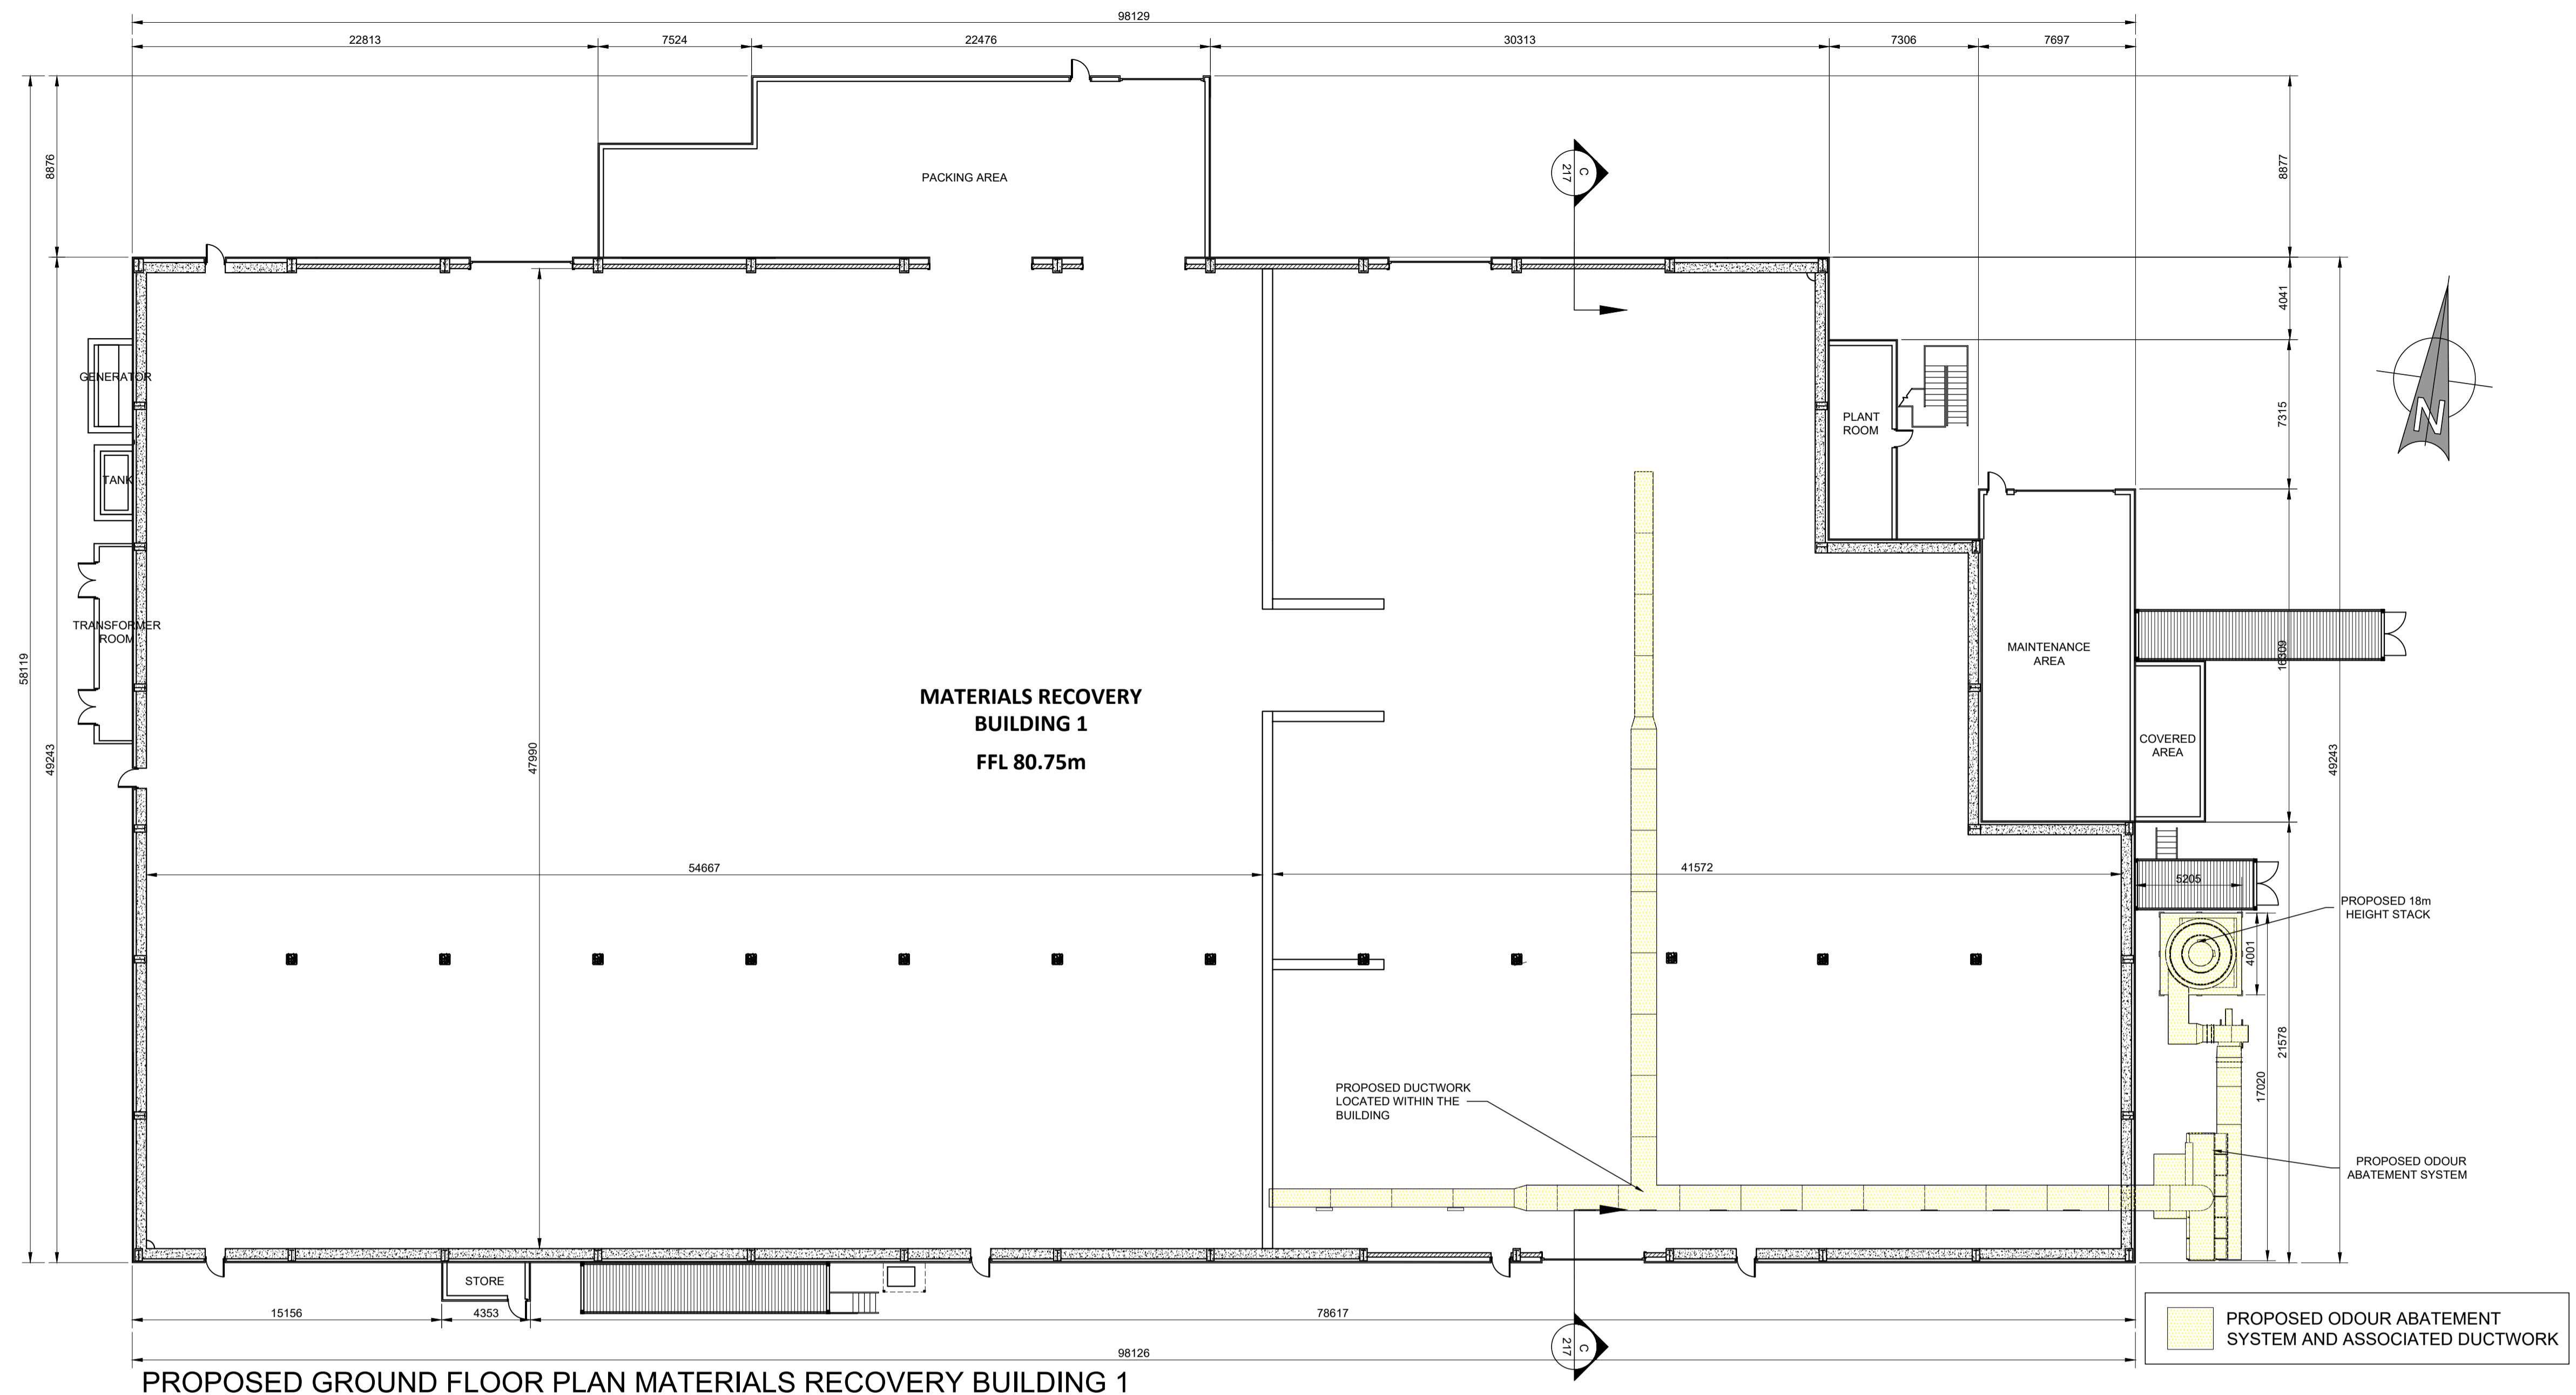 98129
22813
7524
22476
30313
7306
7697
8876
8877
PACKING AREA
C
217
4041
GENERATOR
7315
PLANT
ROOM
N
TANK
TRANSFORMER
ROOM
58119
49243
47990
MATERIALS RECOVERY
BUILDING 1
FFL 80.75m
MAINTENANCE
AREA
16309
COVERED
AREA
49243
54667
41572
5205
PROPOSED 18m
HEIGHT STACK
4001
21578
17020
PROPOSED DUCTWORK
LOCATED WITHIN THE
BUILDING
PROPOSED ODOUR
ABATEMENT SYSTEM
STORE
15156
4353
78617
C
217
98126
PROPOSED ODOUR ABATEMENT
SYSTEM AND ASSOCIATED DUCTWORK
PROPOSED GROUND FLOOR PLAN MATERIALS RECOVERY BUILDING 1